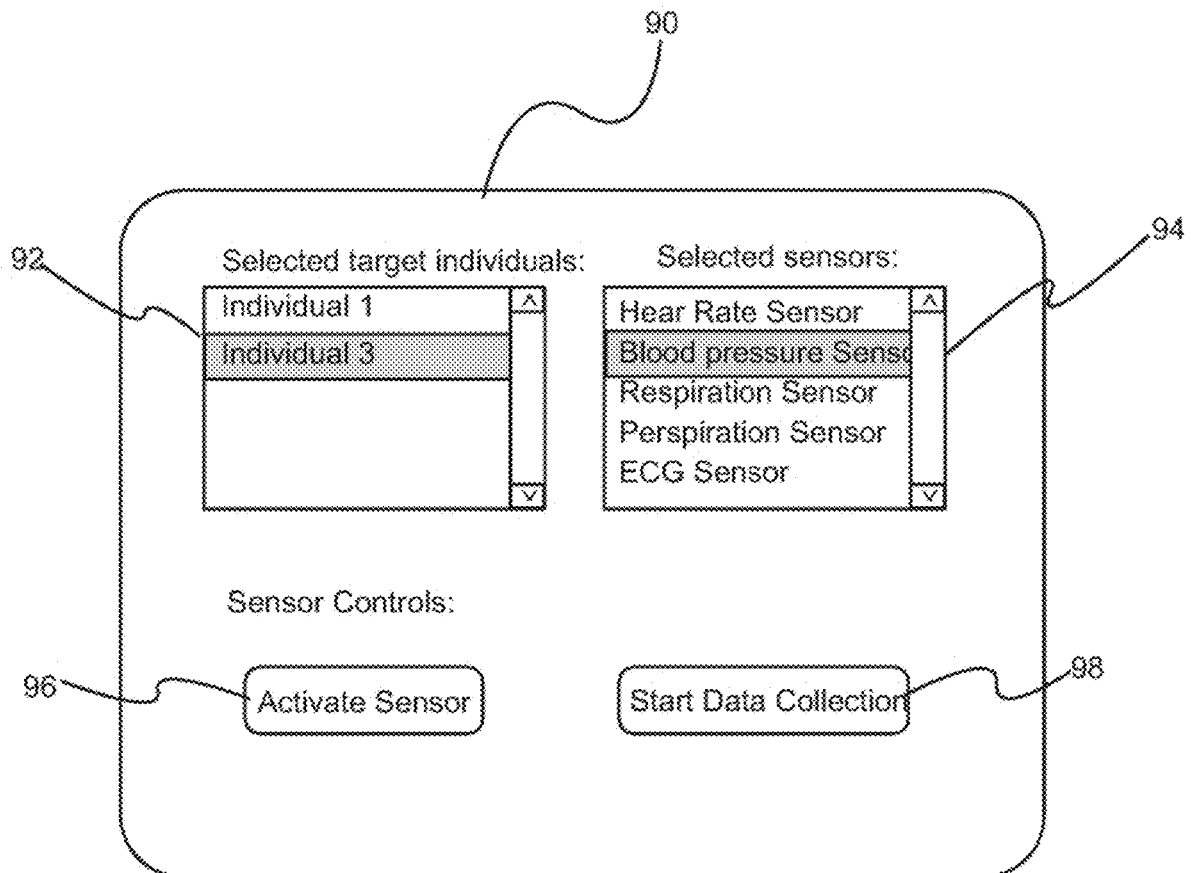 90
92
94
Selected target individuals:
Selected sensors:
Individual 1
Individual 3
Hear Rate Sensor
Blood pressure Senso
Respiration Sensor
Perspiration Sensor
ECG Sensor
Sensor Controls:
96
Activate Sensor
Start Data Collection
98